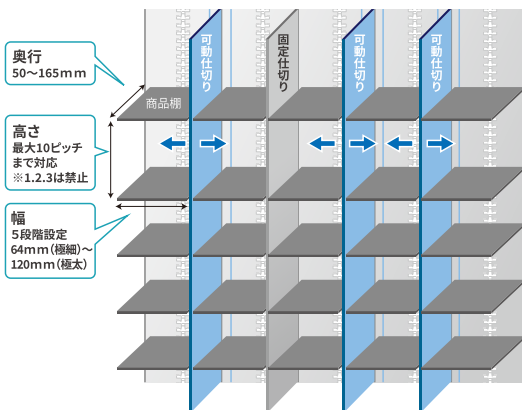 奥行
50～165mm
高さ
最大10ピッチ
まで対応
※1.2.3は禁止
幅
5段階設定
64mm（極細）～
120mm（極太）
商品棚
可動仕切り
固定仕切り
可動仕切り
可動仕切り